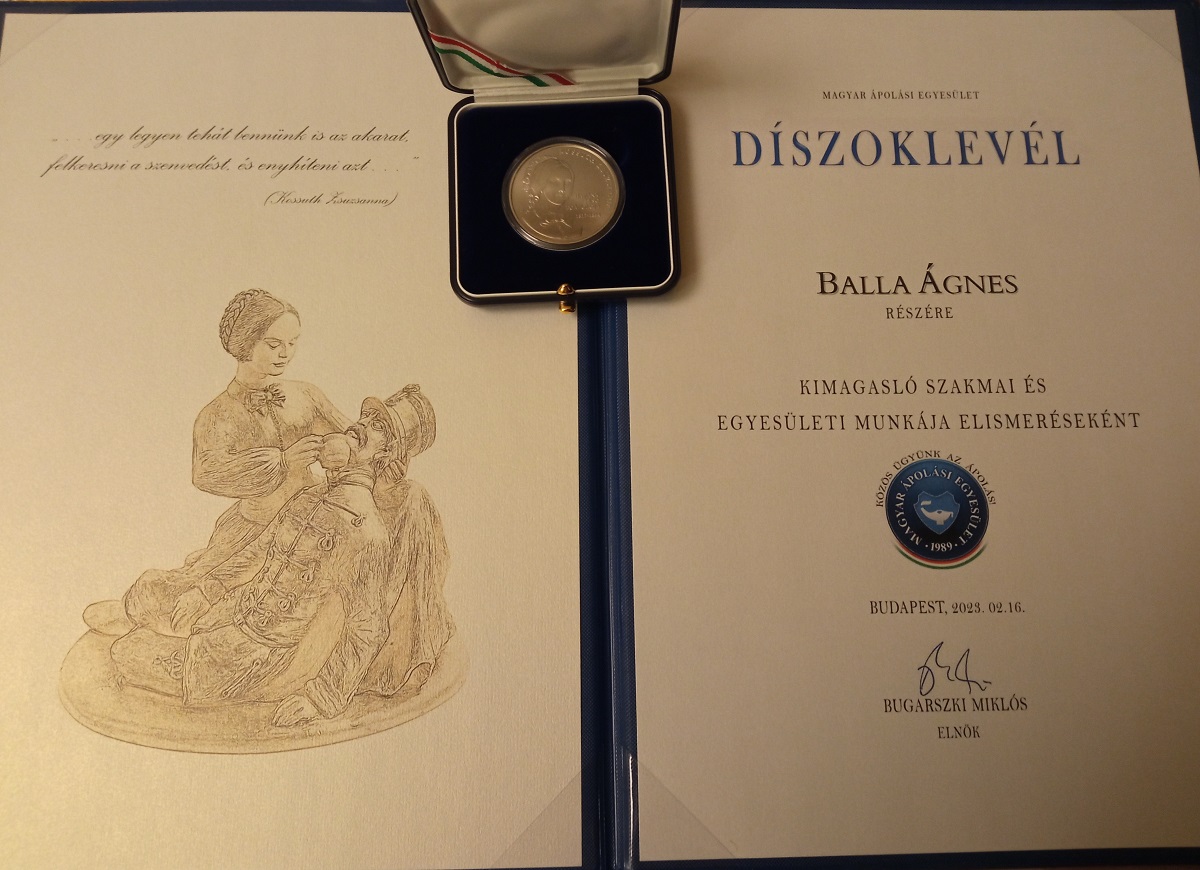 „. . . . egy legyen tehát bennünk is az akarat,
felkeresni a szenvedést, és enyhíteni azt . . . "
(Kossuth Zsuzsanna)
MAGYAR ÁPOLÁSI EGYESÜLET
DÍSZOKLEVÉL
BALLA ÁGNES
RÉSZÉRE
KIMAGASLÓ SZAKMAI ÉS
EGYESÜLETI MUNKÁJA ELISMERÉSEKÉNT
KÖZÖS ÜGYÜNK AZ ÁPOLÁS!
MAGYAR ÁPOLÁSI EGYESÜLET
· 1989 ·
BUDAPEST, 2023. 02.16.
BUGARSZKI MIKLÓS
ELNÖK